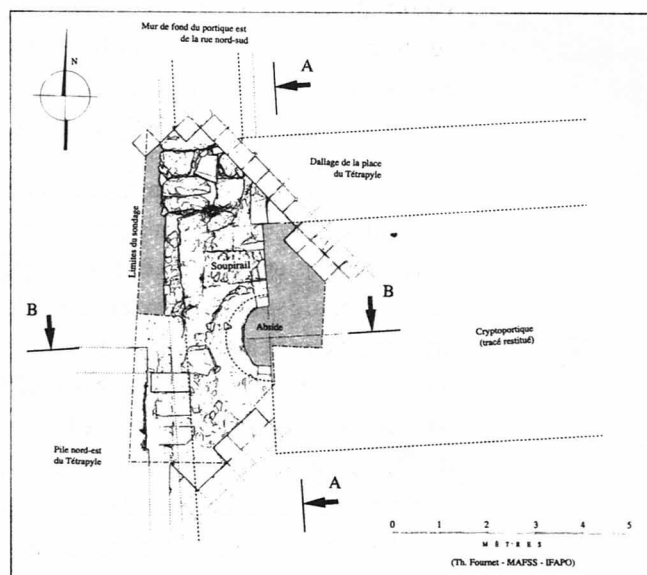 Mur de fond du portique est
de la rue nord-sud
A
N
Dallage de la place
du Tétrapyle
Limites du sondage
Soupirail
B
B
Abside
Cryptoportique
(tracé restitué)
Pile nord-est
du Tétrapyle
A
0 1 2 3 4 5
MÈTRES
(Th. Fournet - MAFSS - IFAPO)